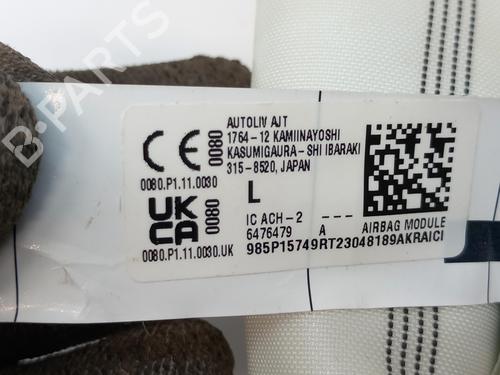 AUTOLIV AJT
1764-12 KAMIINAYOSHI
KASUMIGAURA-SHI IBARAKI
315-8520, JAPAN
CE 0080
0080.P1.11.0030
L
UK CA 0080
0080.P1.11.0030.UK
IC ACH-2
6476479 A AIRBAG MODULE
985P15749RT23048189AKRAICI
B-PARTS